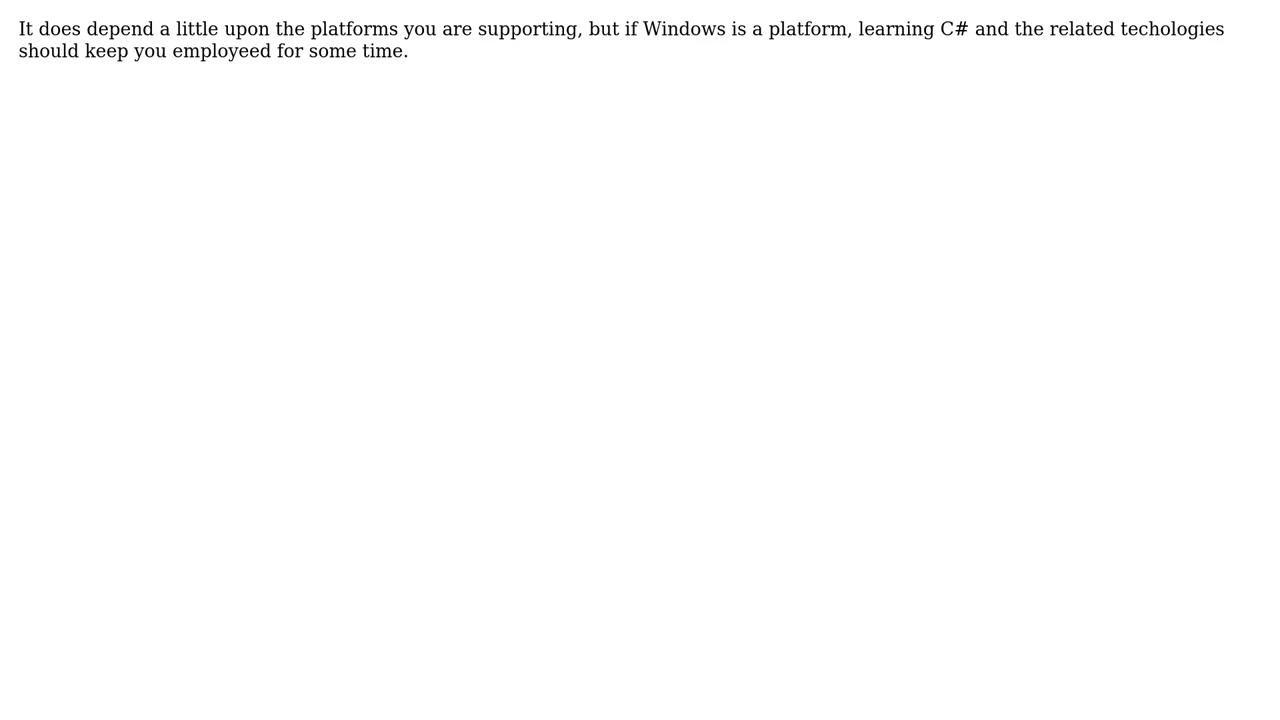 It does depend a little upon the platforms you are supporting, but if Windows is a platform, learning C# and the related techologies
should keep you employeed for some time.